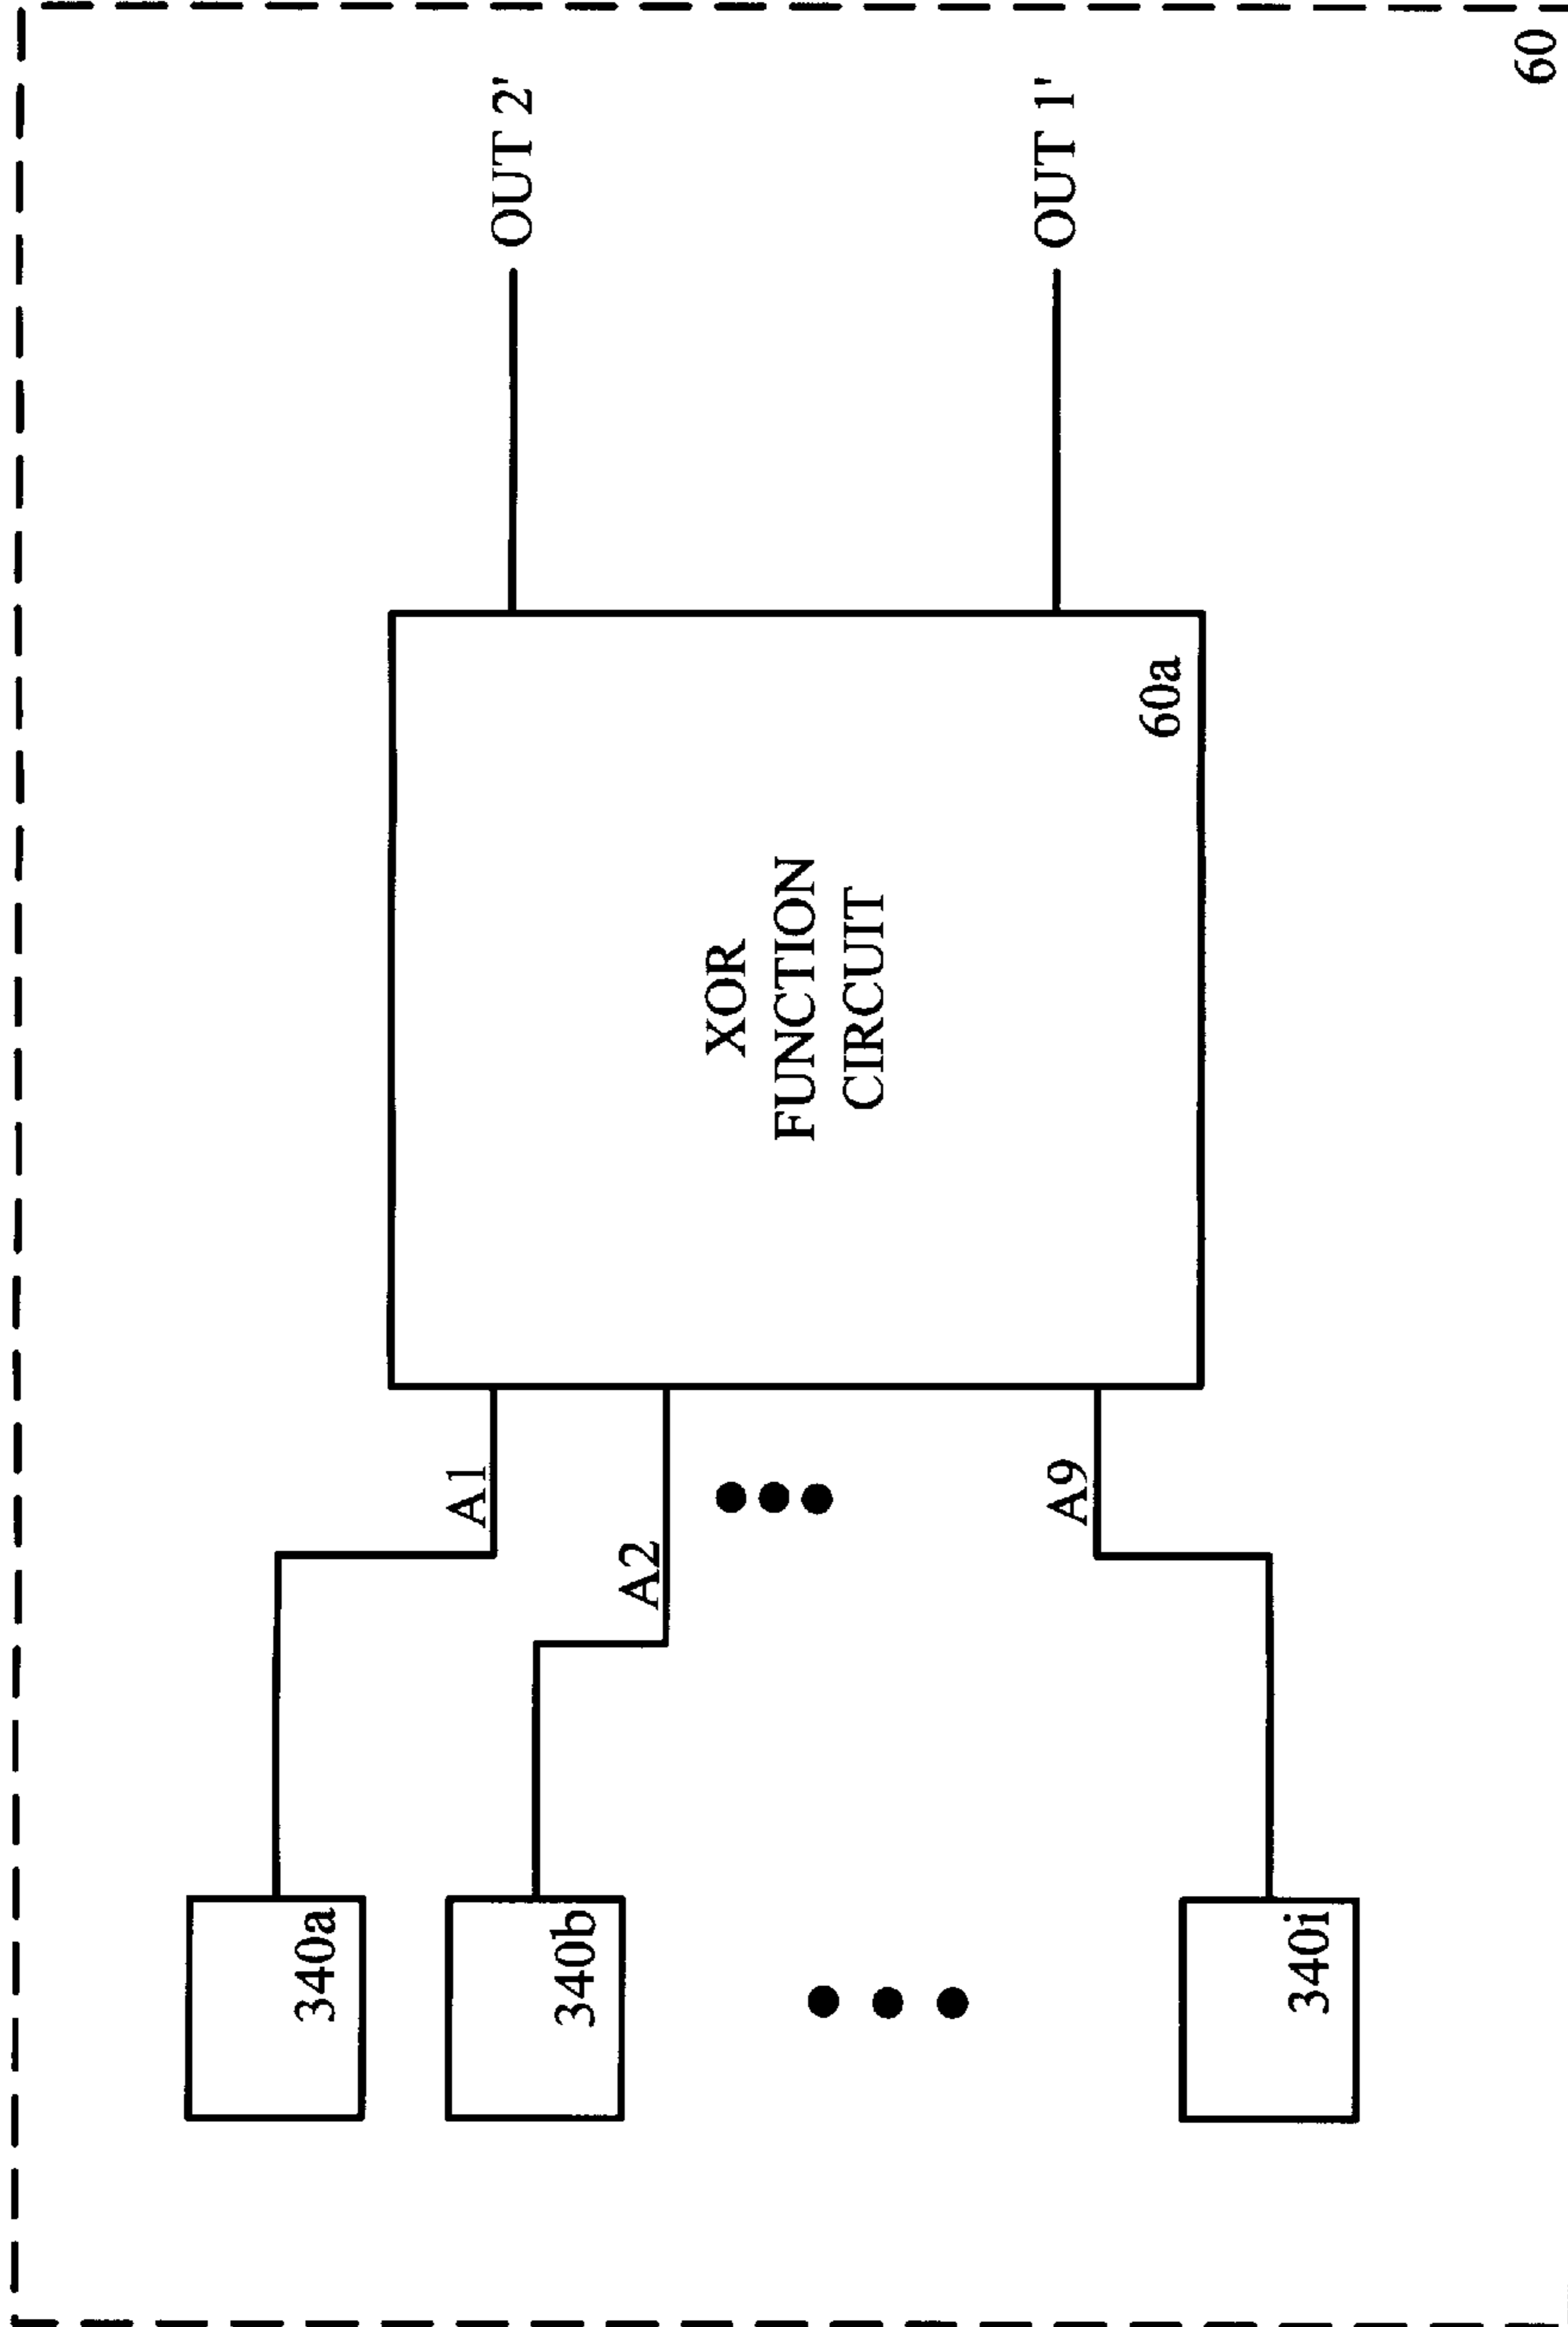 340a
340b
340i
A1
A2
A9
XOR
FUNCTION
CIRCUIT
60a
OUT 2'
OUT 1'
60